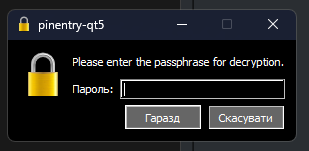 pinentry-qt5
Please enter the passphrase for decryption.
Пароль:
Гаразд Скасувати